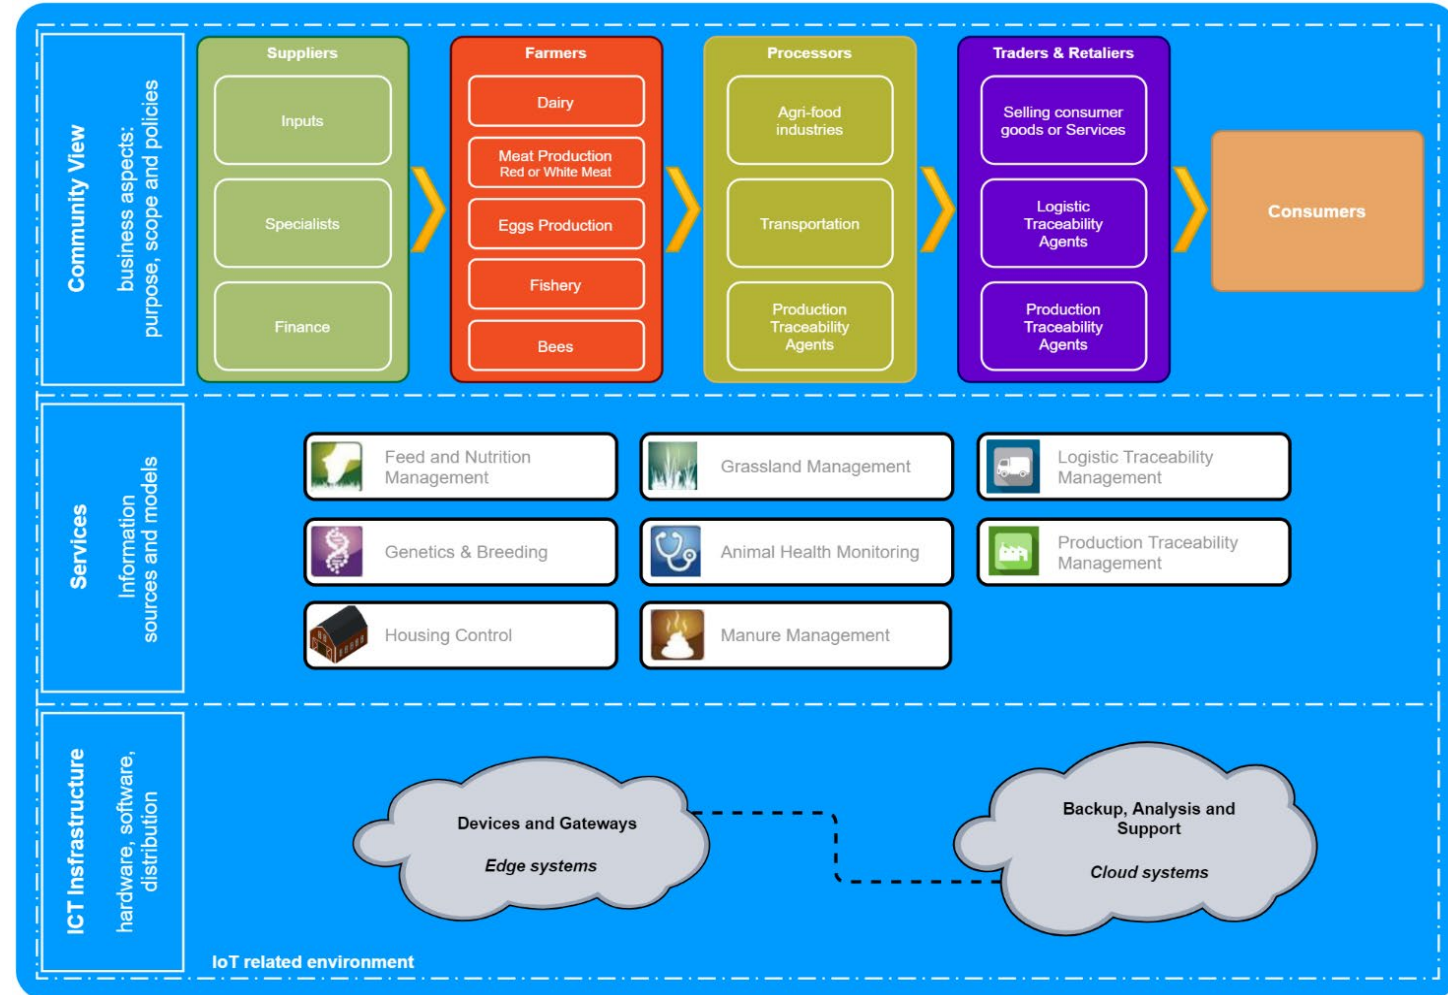 Community View
business aspects:
purpose, scope and policies
Suppliers
Inputs
Specialists
Finance
Farmers
Dairy
Meat Production
Red or White Meat
Eggs Production
Fishery
Bees
Processors
Agri-food
industries
Transportation
Production
Traceability
Agents
Traders & Retaliers
Selling consumer
goods or Services
Logistic
Traceability
Agents
Production
Traceability
Agents
Consumers
Services
Information
sources and models
Feed and Nutrition
Management
Grassland Management
Logistic Traceability
Management
Genetics & Breeding
Animal Health Monitoring
Production Traceability
Management
Housing Control
Manure Management
ICT Insfrastructure
hardware, software,
distribution
Devices and Gateways
Edge systems
Backup, Analysis and
Support
Cloud systems
IoT related environment